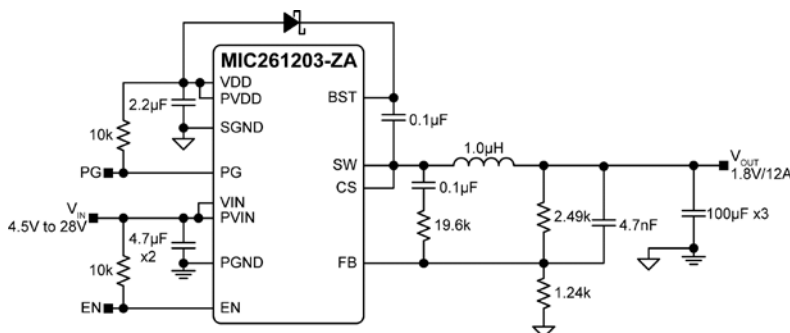 MIC261203-ZA
VDD
PVDD
BST
2.2µF
SGND
0.1µF
10k
1.0µH
PG
PG
SW
CS
VOUT
1.8V/12A
0.1µF
VIN
VIN
PVIN
4.5V to 28V
2.49k
4.7nF
100µF x3
19.6k
4.7µF
x2
10k
PGND
FB
1.24k
EN
EN